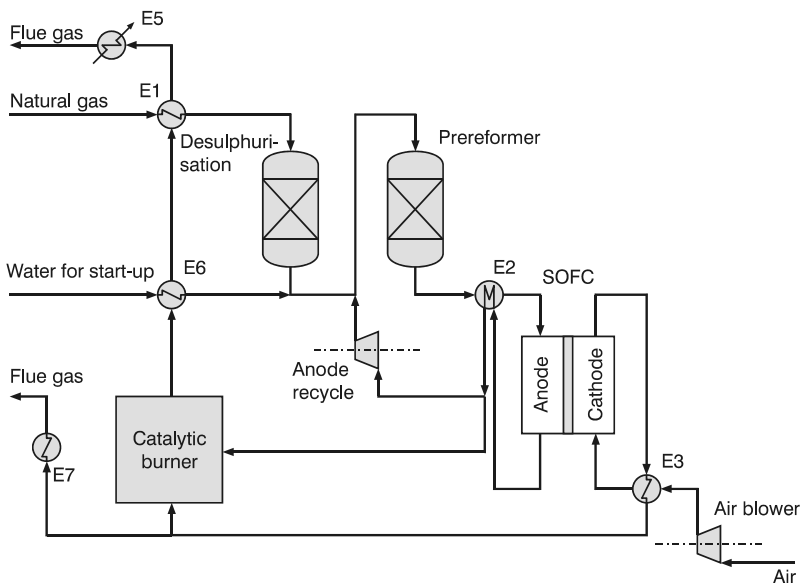 Flue gas
E5
E1
Natural gas
Desulphuri-
sation
Prereformer
Water for start-up
E6
E2
SOFC
Anode
recycle
Anode
Cathode
Flue gas
Catalytic
burner
E7
E3
Air blower
Air